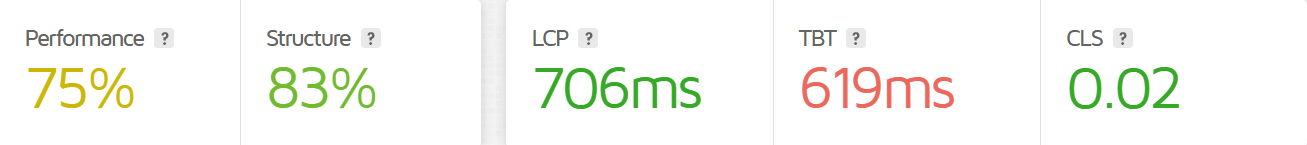 Performance ? Structure ? LCP ? TBT ? CLS ?
75% 83% 706ms 619ms 0.02